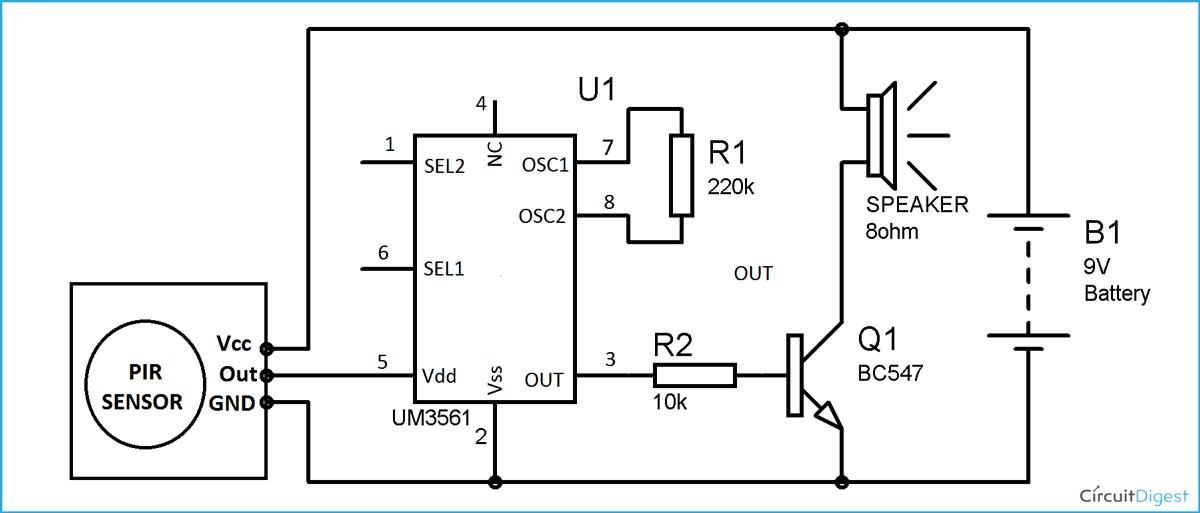 U1
4
1
NC
7
SEL2
OSC1
R1
220k
8
OSC2
SPEAKER
8ohm
B1
9V
Battery
6
SEL1
OUT
PIR
SENSOR
Vcc
Out
GND
5
Vdd
Vss
OUT
3
R2
10k
Q1
BC547
UM3561
2
CircuitDigest